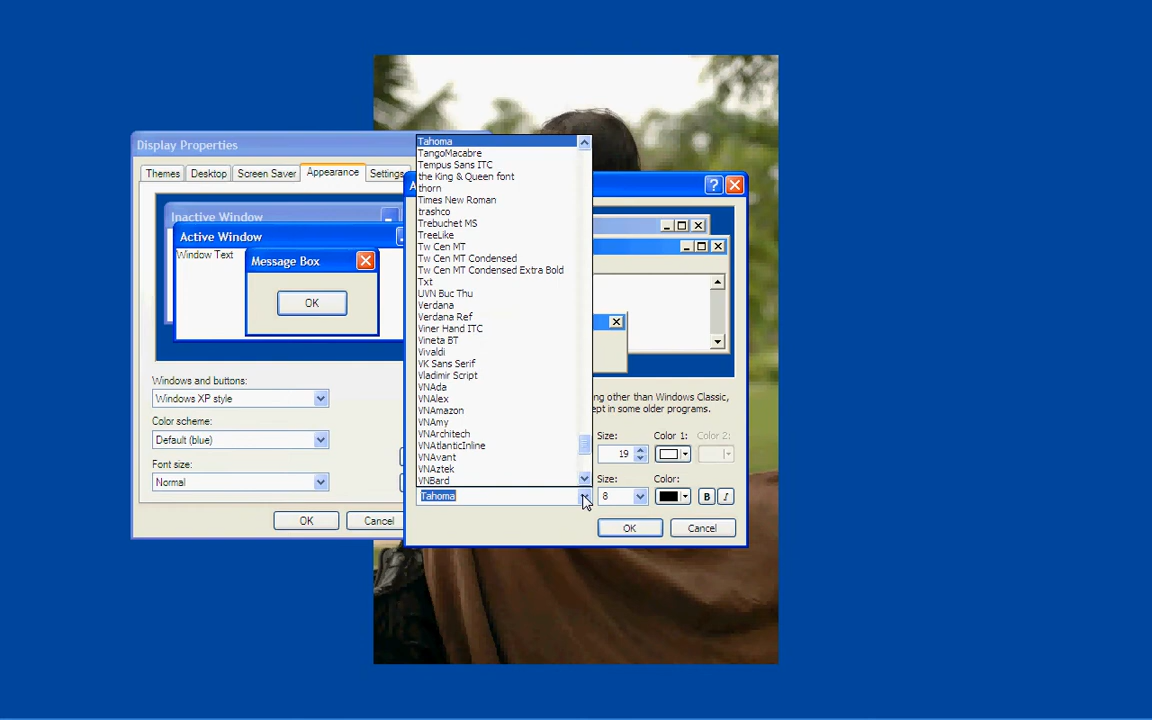 Display Properties
Themes
Desktop
Screen Saver
Appearance
Settings
Inactive Window
Active Window
Window Text
Message Box
OK
Windows and buttons:
Windows XP style
Color scheme:
Default (blue)
Font size:
Normal
OK
Cancel
A
Tahoma
TangoMacabre
Tempus Sans ITC
the King & Queen font
thorn
Times New Roman
trashco
Trebuchet MS
TreeLike
Tw Cen MT
Tw Cen MT Condensed
Tw Cen MT Condensed Extra Bold
Txt
UVN Buc Thu
Verdana
Verdana Ref
Viner Hand ITC
Vineta BT
Vivaldi
VK Sans Serif
Vladimir Script
VNAda
VNAlex
VNAmazon
VNAmy
VNArchitech
VNAtlanticInline
VNAvant
VNAztek
VNBard
Tahoma
ng other than Windows Classic,
ept in some older programs.
Size:
Color 1:
Color 2:
19
Size:
Color:
8
B
I
OK
Cancel